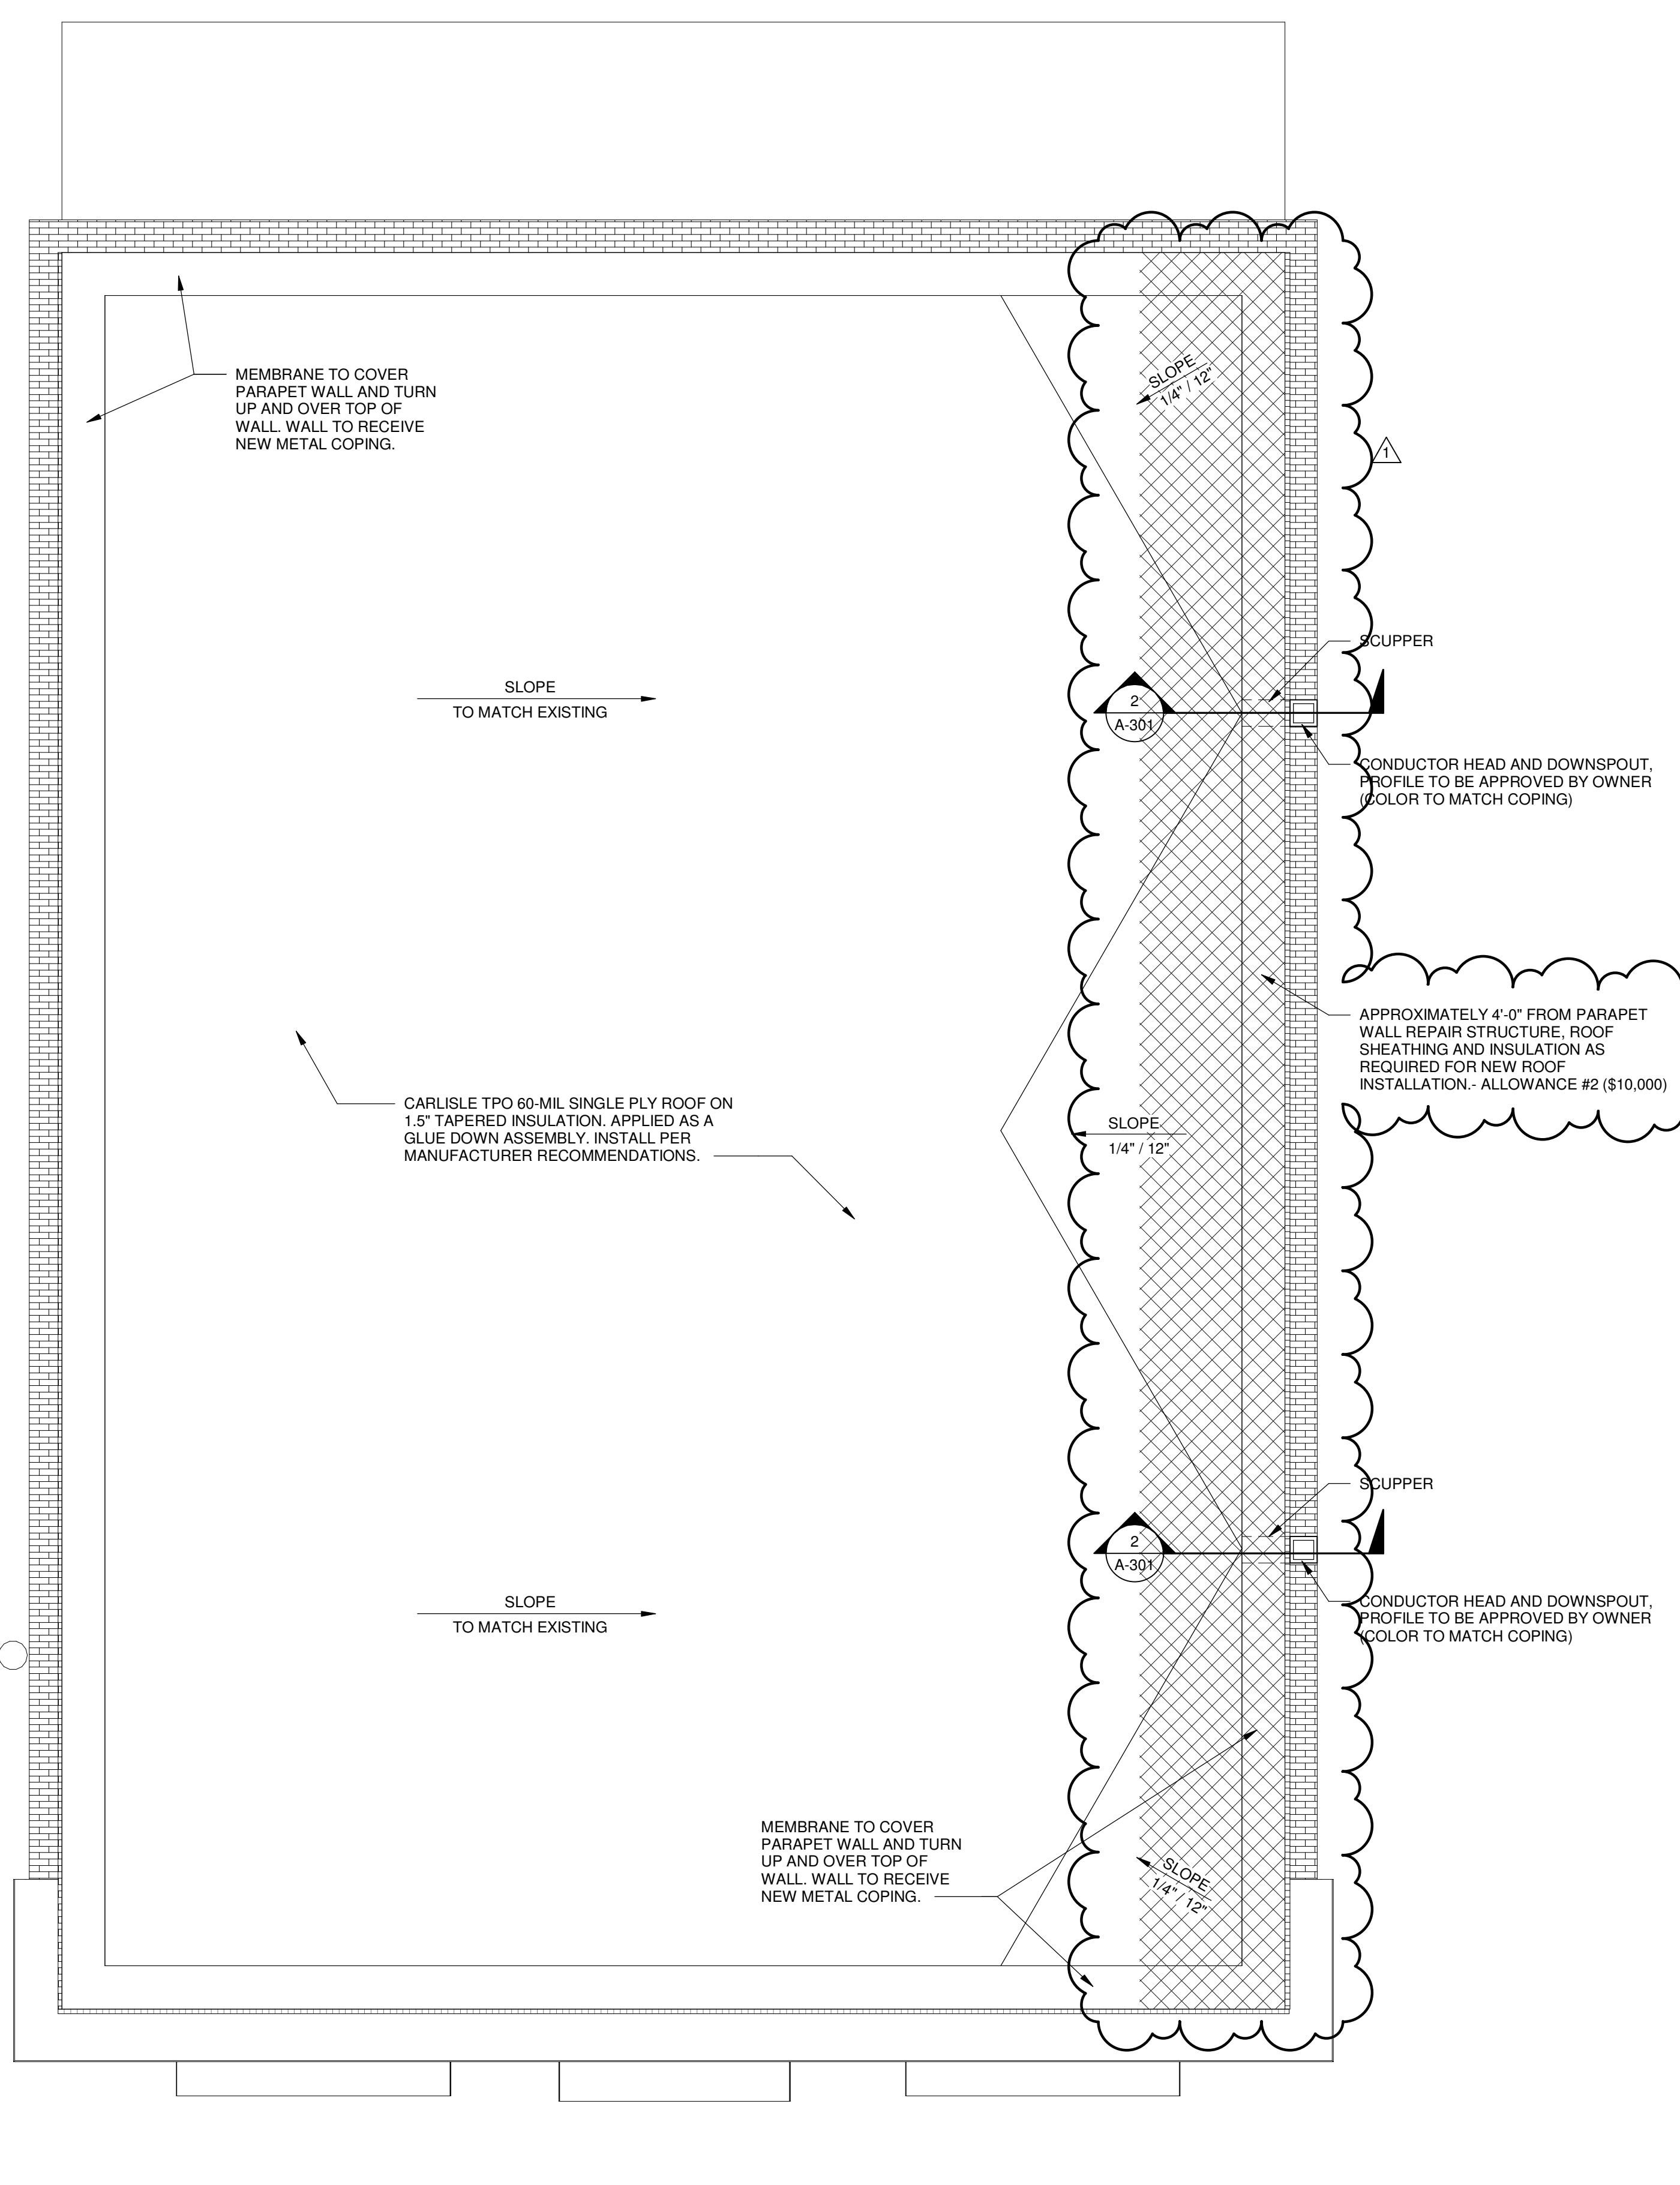 MEMBRANE TO COVER
PARAPET WALL AND TURN
UP AND OVER TOP OF
WALL. WALL TO RECEIVE
NEW METAL COPING.
SLOPE
1/4" / 12"
1
SCUPPER
SLOPE
TO MATCH EXISTING
2
A-301
CONDUCTOR HEAD AND DOWNSPOUT,
PROFILE TO BE APPROVED BY OWNER
(COLOR TO MATCH COPING)
APPROXIMATELY 4'-0" FROM PARAPET
WALL REPAIR STRUCTURE, ROOF
SHEATHING AND INSULATION AS
REQUIRED FOR NEW ROOF
INSTALLATION.- ALLOWANCE #2 ($10,000)
CARLISLE TPO 60-MIL SINGLE PLY ROOF ON
1.5" TAPERED INSULATION. APPLIED AS A
GLUE DOWN ASSEMBLY. INSTALL PER
MANUFACTURER RECOMMENDATIONS.
SLOPE
1/4" / 12"
SCUPPER
2
A-301
SLOPE
TO MATCH EXISTING
CONDUCTOR HEAD AND DOWNSPOUT,
PROFILE TO BE APPROVED BY OWNER
(COLOR TO MATCH COPING)
MEMBRANE TO COVER
PARAPET WALL AND TURN
UP AND OVER TOP OF
WALL. WALL TO RECEIVE
NEW METAL COPING.
SLOPE
1/4" / 12"